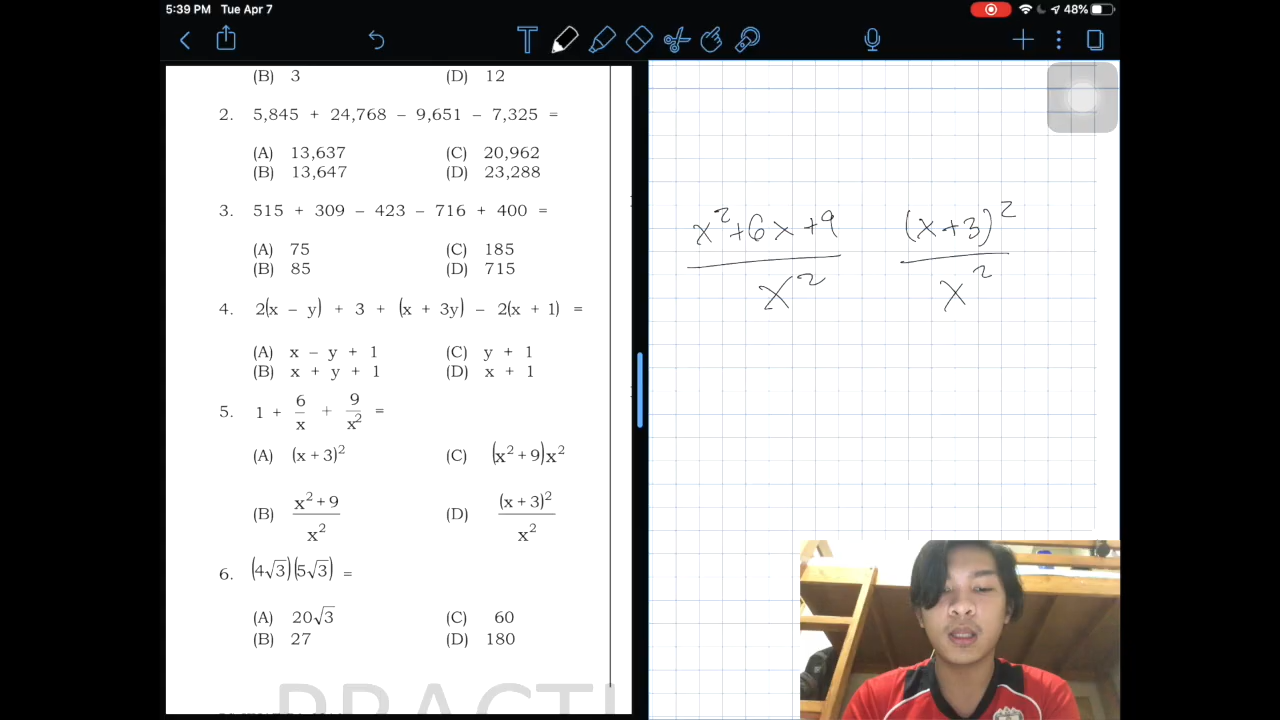 5:39 PM Tue Apr 7 48%
(B) 3 (D) 12
2. 5,845 + 24,768 – 9,651 – 7,325 =
(A) 13,637 (C) 20,962
(B) 13,647 (D) 23,288
3. 515 + 309 – 423 – 716 + 400 =
(A) 75 (C) 185
(B) 85 (D) 715
4. 2(x – y) + 3 + (x + 3y) – 2(x + 1) =
(A) x – y + 1 (C) y + 1
(B) x + y + 1 (D) x + 1
5. 1 + 6/x + 9/x² =
(A) (x + 3)² (C) (x² + 9)x²
(B) x² + 9 / x² (D) (x + 3)² / x²
6. (4√3)(5√3) =
(A) 20√3 (C) 60
(B) 27 (D) 180
PRACTI
x² + 6x + 9 / x² (x + 3)² / x²